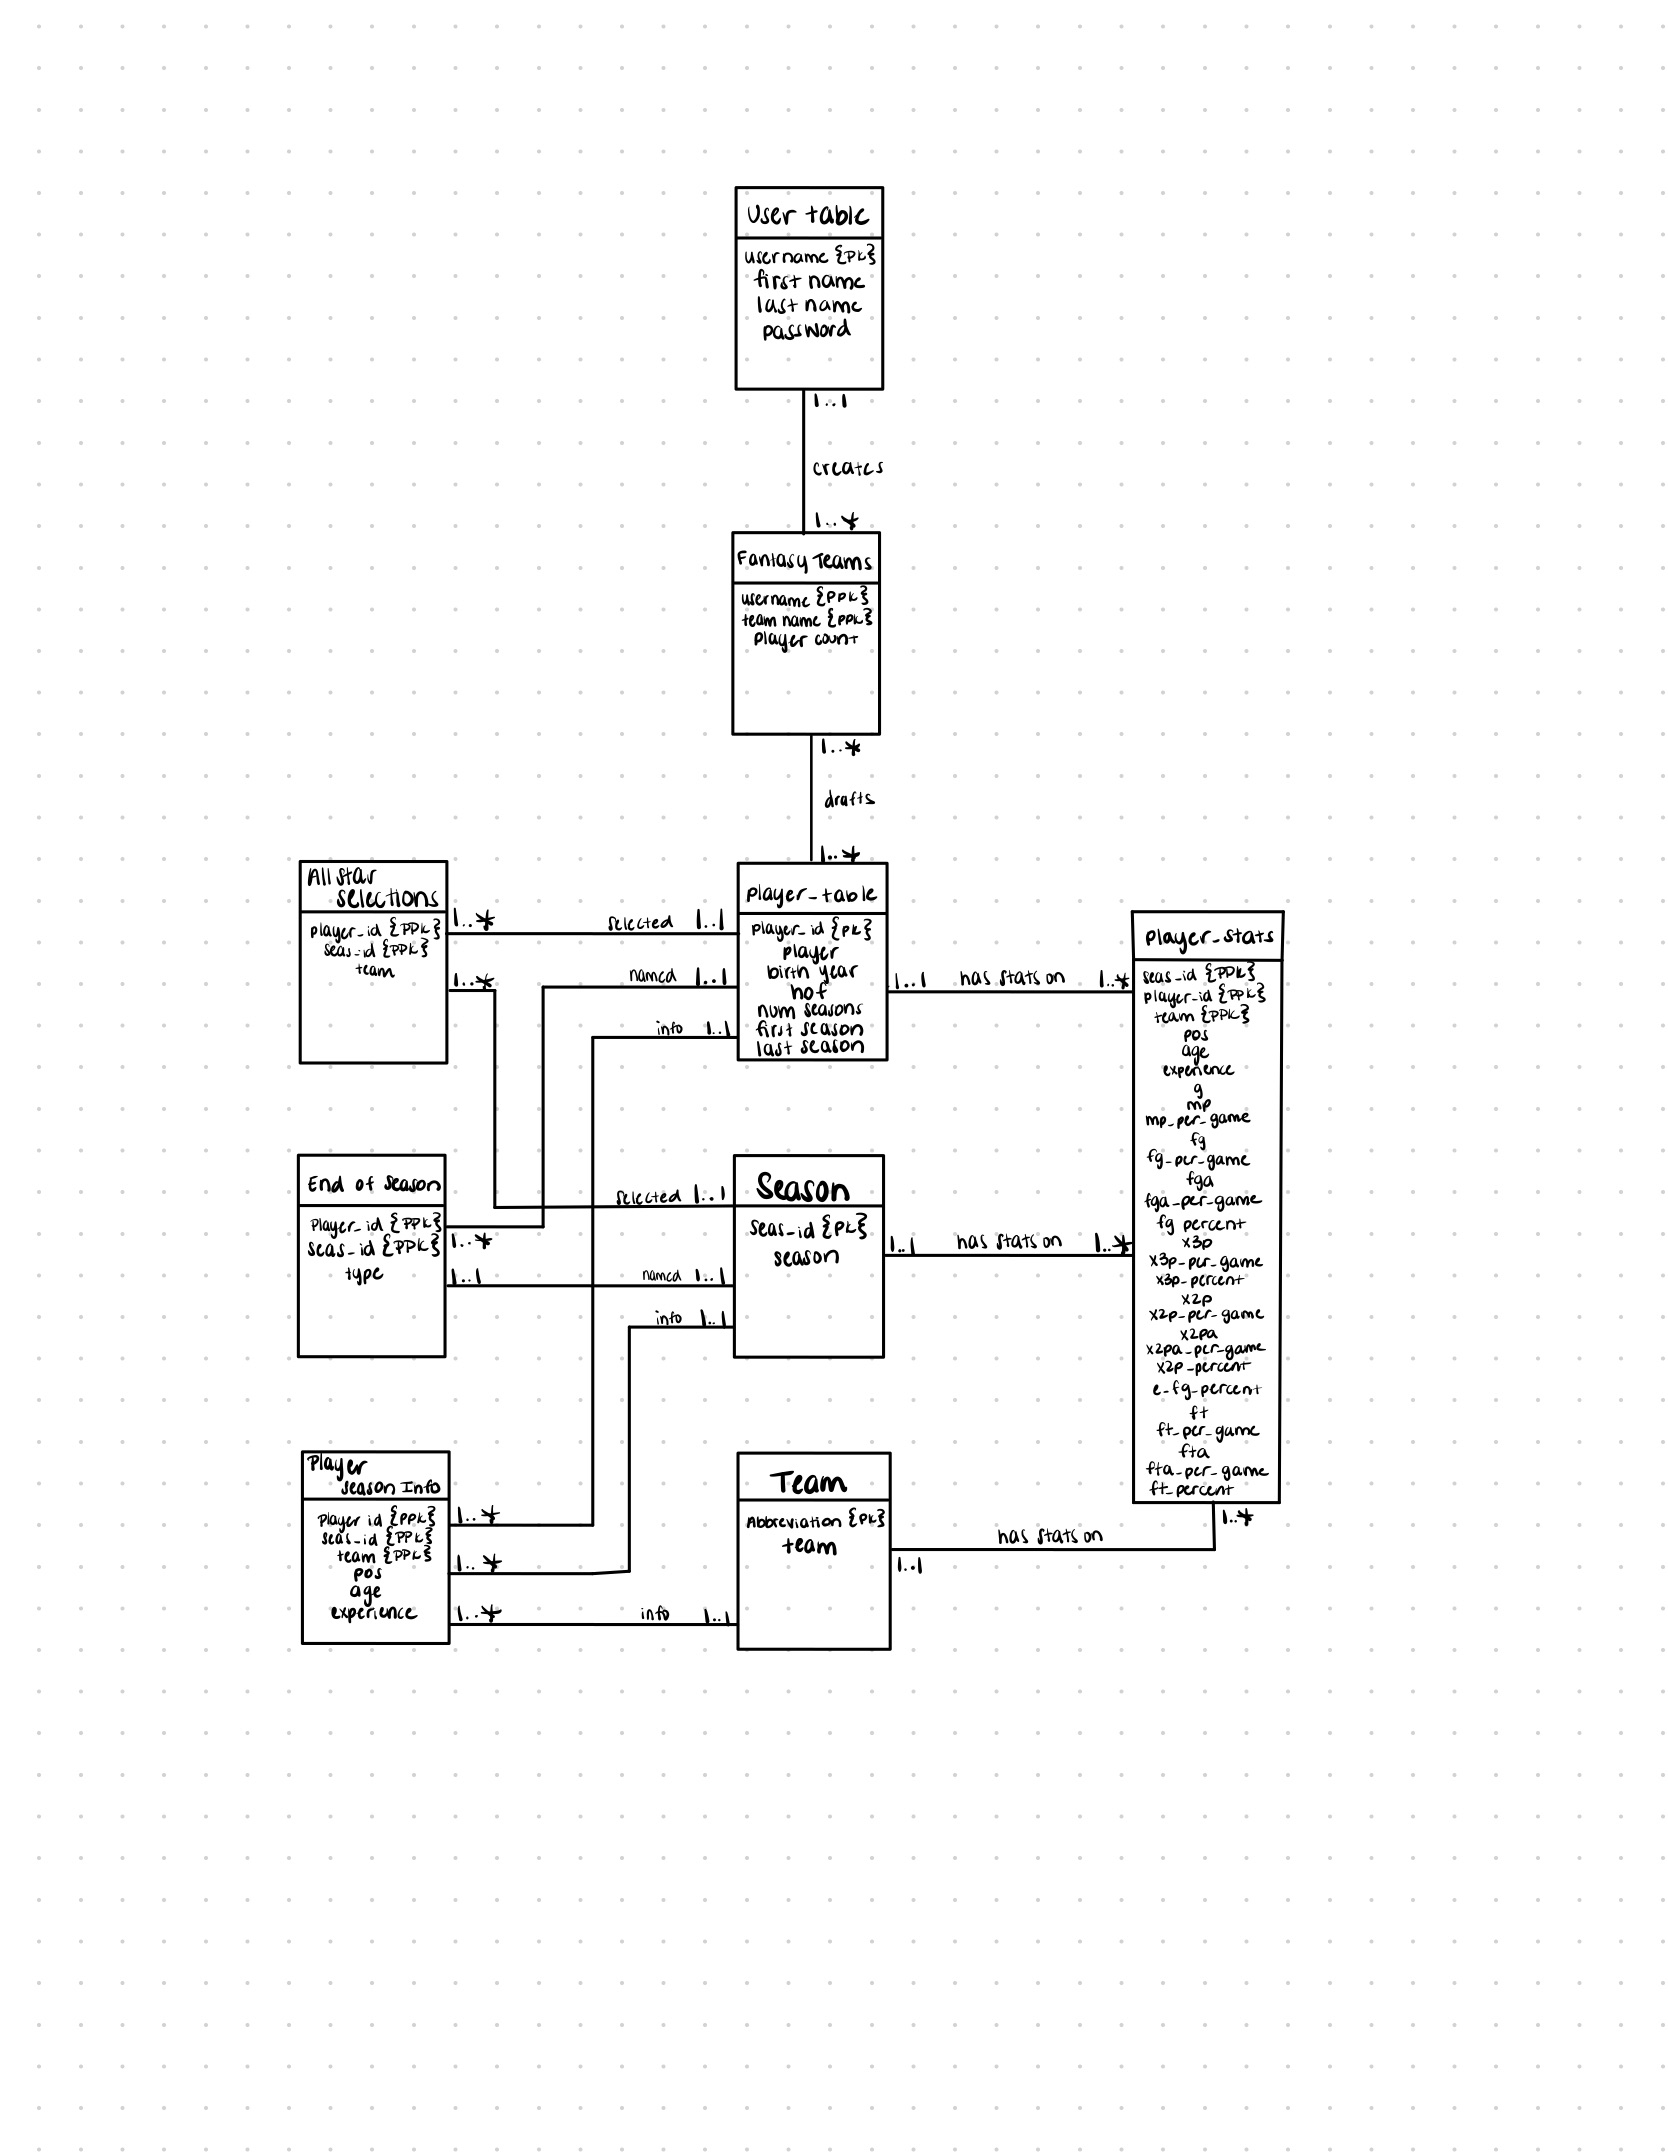 User table
username {PK}
first name
last name
password
1..1
creates
1..*
Fantasy Teams
username {PPK}
team name {PPK}
player count
1..*
drafts
1..*
All star
selections
player_id {PPK}
seas_id {PPK}
team
1..*
selected 1..1
1..*
named 1..1
info 1..1
player_table
player_id {PK}
player
birth year
hof
num seasons
first season
last season
1..1 has stats on 1..*
player_stats
seas_id {PPK}
player_id {PPK}
team {PPK}
pos
age
experience
g
mp
mp_per_game
fg
fg_per_game
fga
fga_per_game
fg percent
x3p
x3p_per_game
x3p_percent
x2p
x2p_per_game
x2pa
x2pa_per_game
x2p_percent
e_fg_percent
ft
ft_per_game
fta
fta_per_game
ft_percent
1..*
End of season
Player_id {PPK}
seas_id {PPK}
type
1..*
1..1
selected 1..1
named 1..1
info 1..1
Season
seas_id {PK}
season
1..1 has stats on 1..*
Player
season Info
Player id {PPK}
seas_id {PPK}
team {PPK}
pos
age
experience
1..*
1..*
1..* info 1..1
Team
Abbreviation {PK}
team
has stats on
1..1